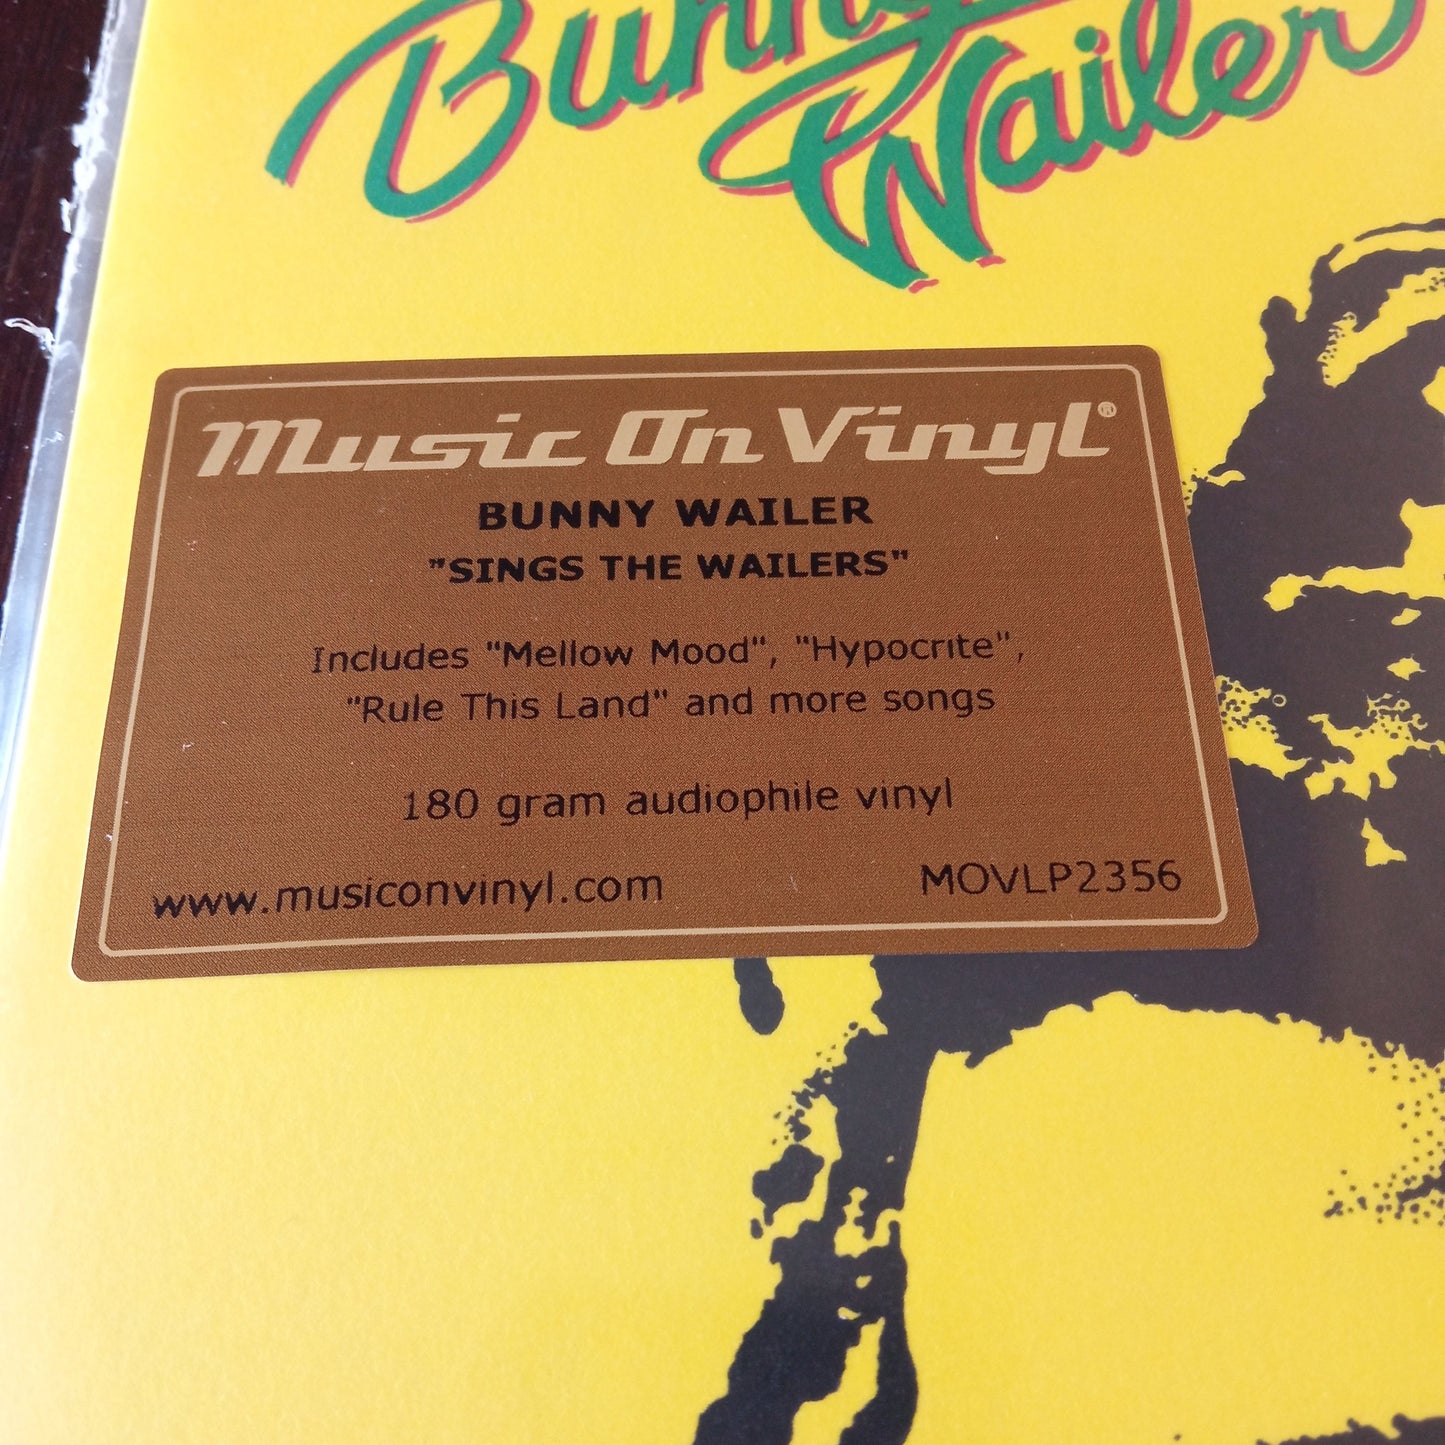 Bunny
Wailer
Music On Vinyl®
BUNNY WAILER
"SINGS THE WAILERS"
Includes "Mellow Mood", "Hypocrite",
"Rule This Land" and more songs
180 gram audiophile vinyl
www.musiconvinyl.com MOVLP2356